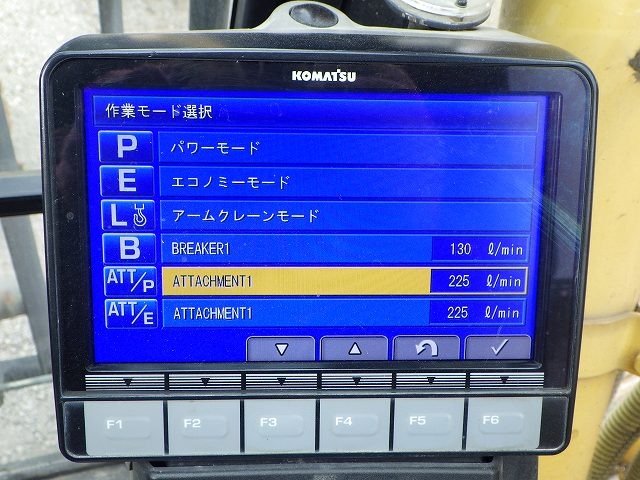 KOMATSU
作業モード選択
P パワーモード
E エコノミーモード
L アームクレーンモード
B BREAKER1 130 ℓ/min
ATT/P ATTACHMENT1 225 ℓ/min
ATT/E ATTACHMENT1 225 ℓ/min
F1 F2 F3 F4 F5 F6